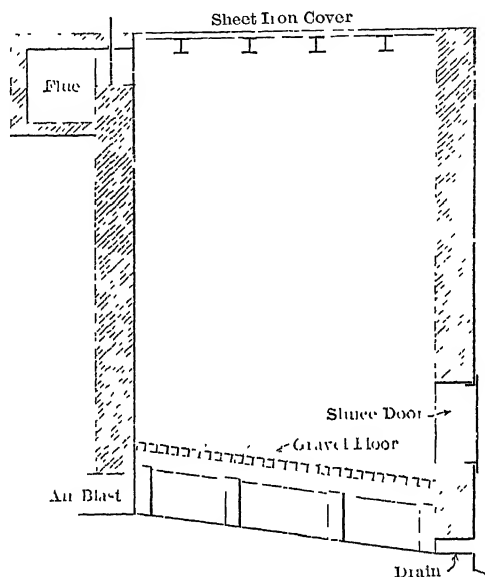 Sheet Iron Cover
Flue
Sluice Door
Gravel Floor
Air Blast
Drain